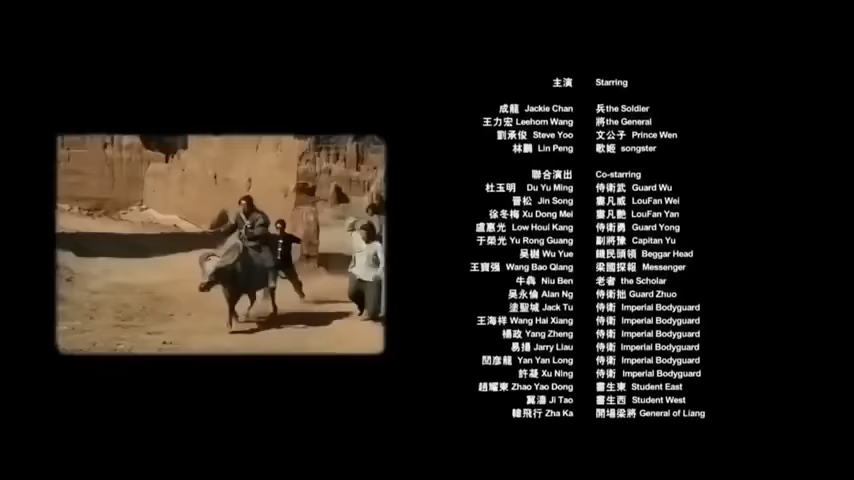 主演 Starring
成龍 Jackie Chan 兵the Soldier
王力宏 Leehom Wang 將the General
劉承俊 Steve Yoo 文公子 Prince Wen
林鵬 Lin Peng 歌姬 songster
聯合演出 Co-starring
杜玉明 Du Yu Ming 侍衛武 Guard Wu
晉松 Jin Song 婁凡威 LouFan Wei
徐冬梅 Xu Dong Mei 婁凡艷 LouFan Yan
盧惠光 Low Houi Kang 侍衛勇 Guard Yong
于榮光 Yu Rong Guang 副將豫 Capitan Yu
吳樾 Wu Yue 饑民頭領 Beggar Head
王寶强 Wang Bao Qiang 梁國探報 Messenger
牛犇 Niu Ben 老者 the Scholar
吳永倫 Alan Ng 侍衛拙 Guard Zhuo
塗聖城 Jack Tu 侍衛 Imperial Bodyguard
王海祥 Wang Hai Xiang 侍衛 Imperial Bodyguard
楊政 Yang Zheng 侍衛 Imperial Bodyguard
易揚 Jarry Liau 侍衛 Imperial Bodyguard
閆彦龍 Yan Yan Long 侍衛 Imperial Bodyguard
許凝 Xu Ning 侍衛 Imperial Bodyguard
趙耀東 Zhao Yao Dong 書生東 Student East
冀濤 Ji Tao 書生西 Student West
韓飛行 Zha Ka 開場梁將 General of Liang